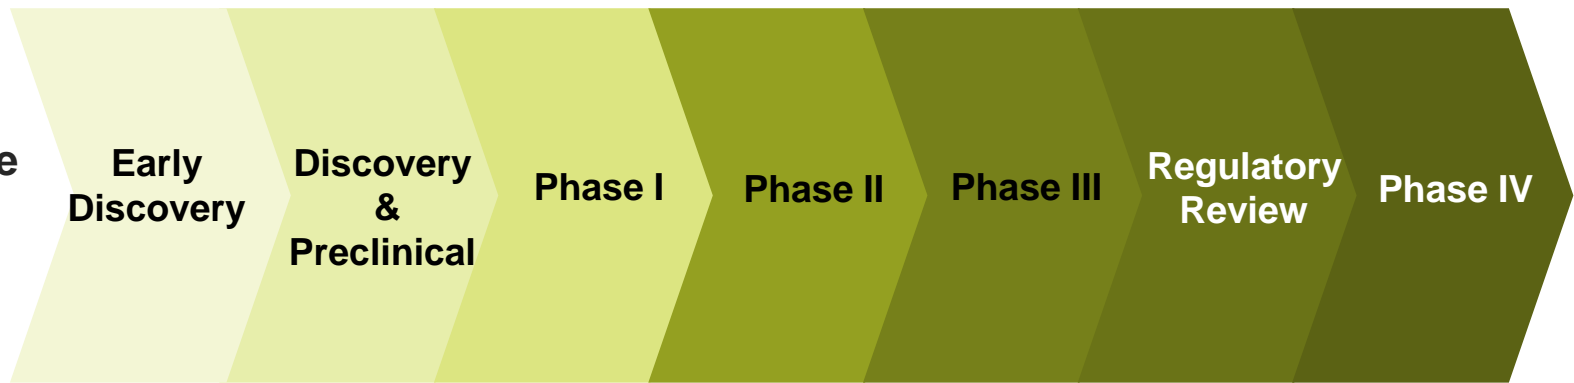 Early
Discovery
Discovery
&
Preclinical
Phase I
Phase II
Phase III
Regulatory
Review
Phase IV